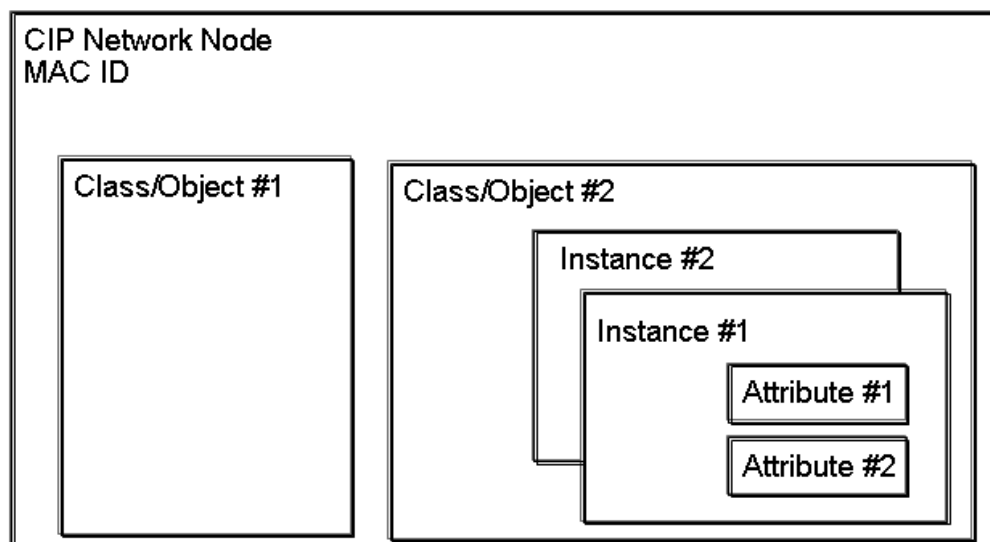 CIP Network Node
MAC ID
Class/Object #1
Class/Object #2
Instance #2
Instance #1
Attribute #1
Attribute #2